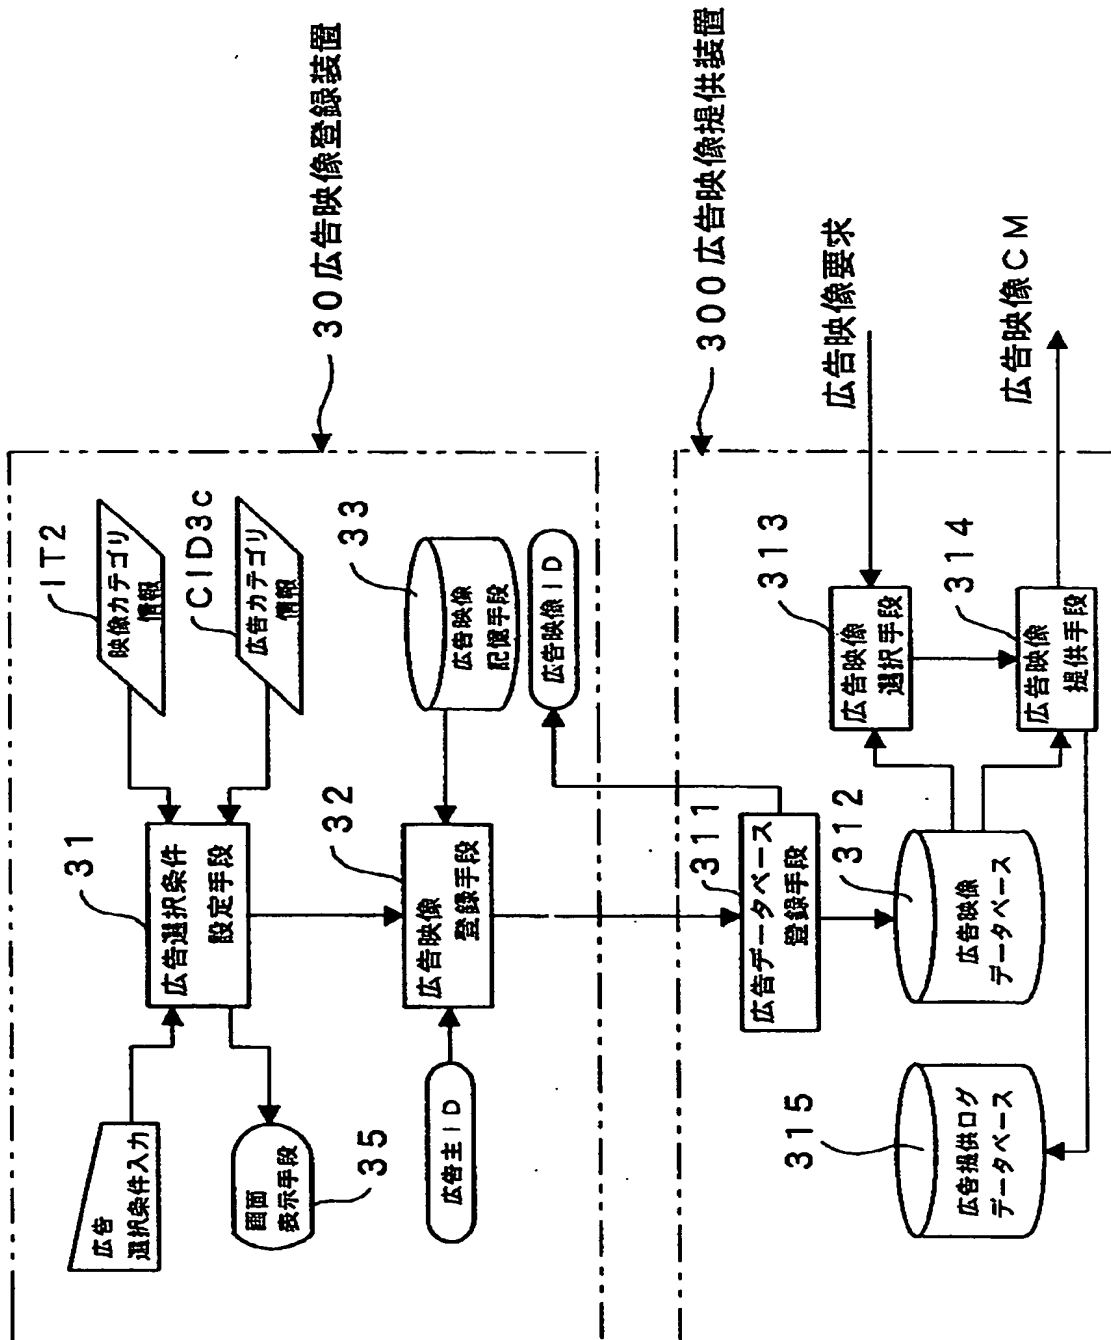 30広告映像登録装置
IT2
映像カテゴリ
情報
CID3c
広告カテゴリ
情報
31
広告選択条件
設定手段
広告
選択条件入力
画面
表示手段
35
33
広告映像
記憶手段
32
広告映像
登録手段
広告主ID
広告映像ID
300広告映像提供装置
311
広告データベース
登録手段
312
広告映像
データベース
313
広告映像
選択手段
広告映像要求
314
広告映像
提供手段
広告映像CM
315
広告提供ログ
データベース